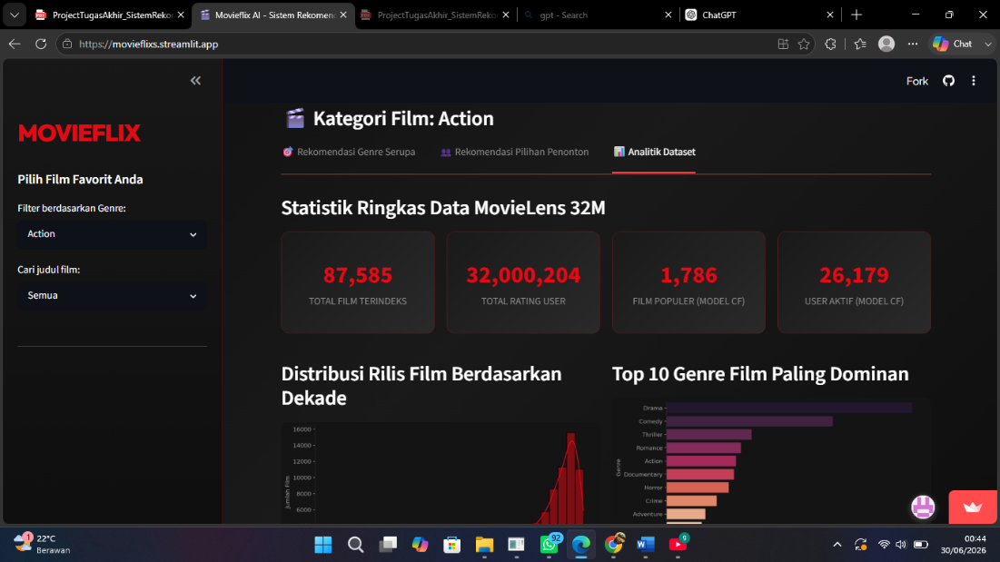 ProjectTugasAkhir_SistemRekor
Movieflix AI - Sistem Rekomend
ProjectTugasAkhir_SistemRekor
gpt - Search
ChatGPT
https://movieflixs.streamlit.app
Chat
Fork
MOVIEFLIX
Pilih Film Favorit Anda
Filter berdasarkan Genre:
Action
Cari judul film:
Semua
Kategori Film: Action
Rekomendasi Genre Serupa
Rekomendasi Pilihan Penonton
Analitik Dataset
Statistik Ringkas Data MovieLens 32M
87,585
TOTAL FILM TERINDEKS
32,000,204
TOTAL RATING USER
1,786
FILM POPULER (MODEL CF)
26,179
USER AKTIF (MODEL CF)
Distribusi Rilis Film Berdasarkan
Dekade
16000
14000
12000
10000
8000
6000
Jumlah Film
Top 10 Genre Film Paling Dominan
Drama
Comedy
Thriller
Romance
Action
Documentary
Horror
Crime
Adventure
Genre
1
22°C
Berawan
92
9
00:44
30/06/2026